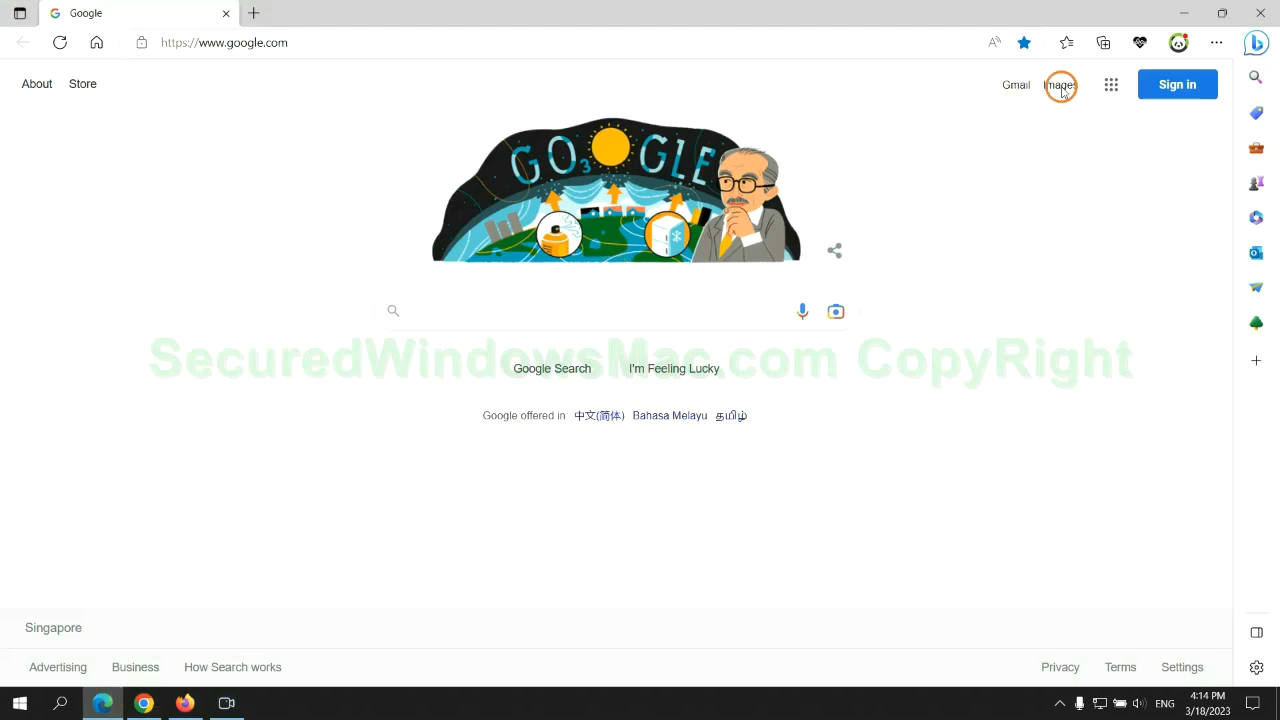 Google
https://www.google.com
About Store
Gmail Images
Sign in
GO3GLE
SecuredWindowsMac.com CopyRight
Google Search I'm Feeling Lucky
Google offered in: 中文(简体) Bahasa Melayu தமிழ்
Singapore
Advertising Business How Search works
Privacy Terms Settings
ENG
4:14 PM
3/18/2023